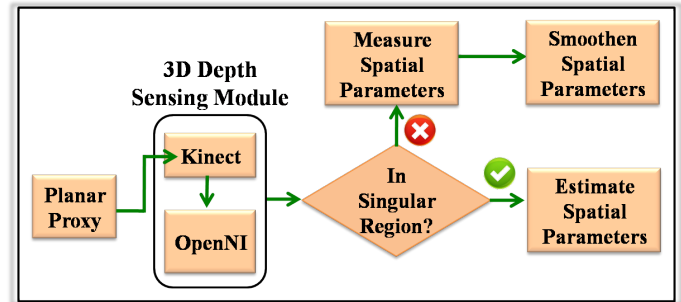 Planar
Proxy
3D Depth
Sensing Module
Kinect
OpenNI
In
Singular
Region?
Measure
Spatial
Parameters
Smoothen
Spatial
Parameters
Estimate
Spatial
Parameters